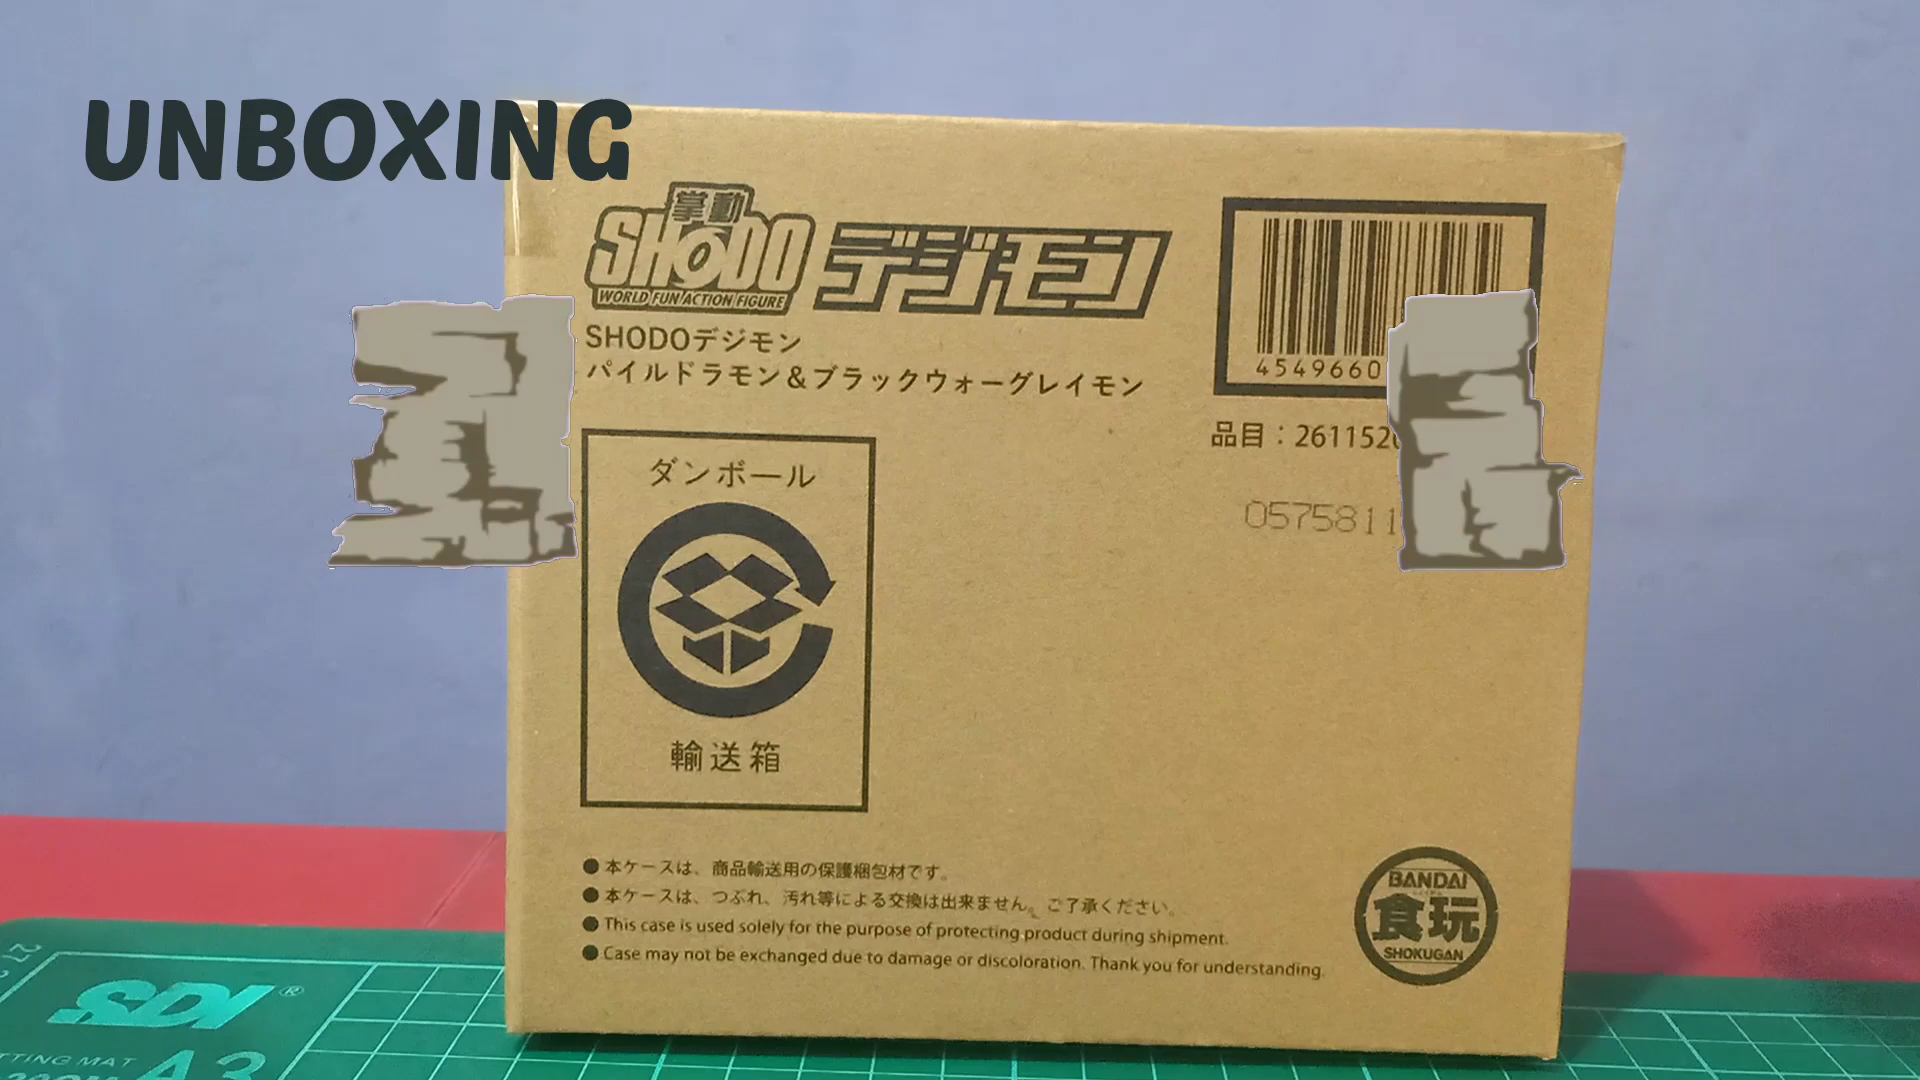 UNBOXING
掌動
SHODO
WORLD FUN ACTION FIGURE
デジモン
SHODOデジモン
パイルドラモン&ブラックウォーグレイモン
4549660
品目:261152
0575811
ダンボール
輸送箱
●本ケースは、商品輸送用の保護梱包材です。
●本ケースは、つぶれ、汚れ等による交換は出来ません。ご了承ください。
●This case is used solely for the purpose of protecting product during shipment.
●Case may not be exchanged due to damage or discoloration. Thank you for understanding.
BANDAI
食玩
SHOKUGAN
SDI®
MAT
A3